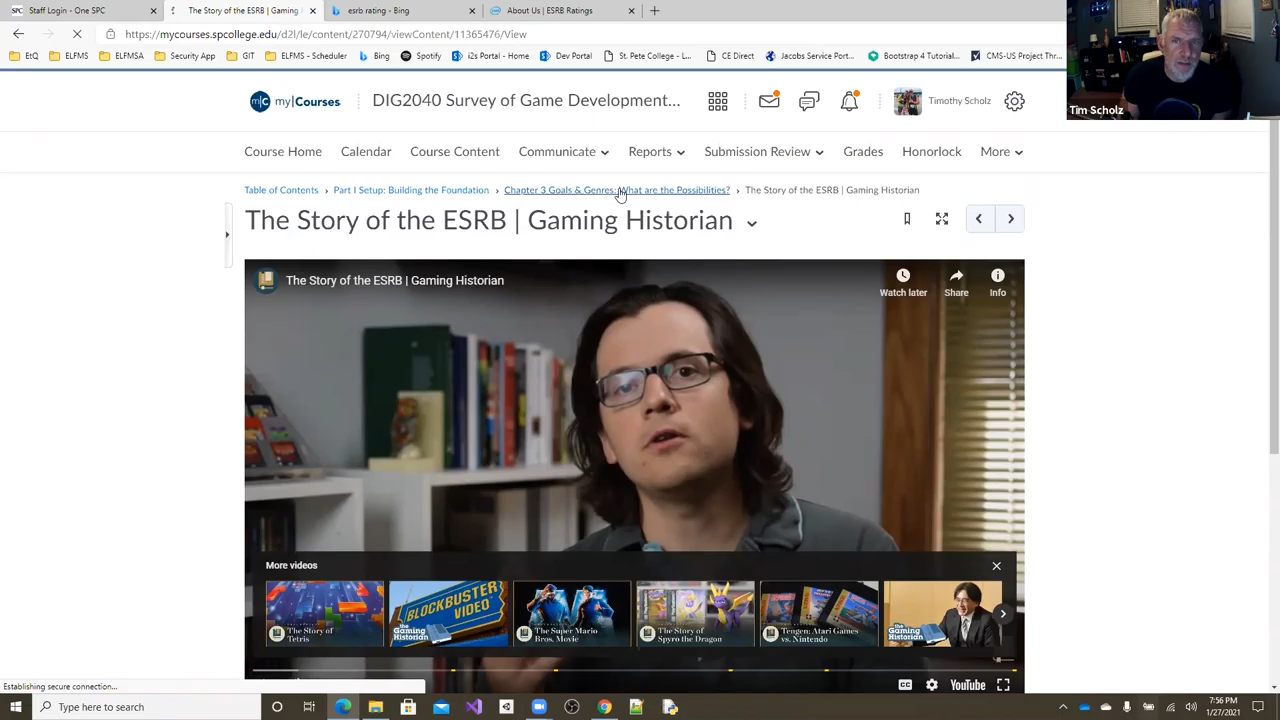 Staff Login - One SPC
The Story of the ESRB | Gaming
esrb rating - Bing
About Us | ESRB Ratings
https://mycourses.spcollege.edu/d2l/le/content/270794/viewContent/11365476/View
EtQ
ELFMS
ELFMSA
Security App
GIT
ELFMS - Scheduler
Bing
Spotify
i2s Portal - Home
Dev Portal
St. Pete College - L...
CE Direct
Jacobs Service Port...
Bootstrap 4 Tutorial...
CMS-US Project Thr...
Tim Scholz
my|Courses
DIG2040 Survey of Game Development...
Timothy Scholz
Course Home
Calendar
Course Content
Communicate
Reports
Submission Review
Grades
Honorlock
More
Table of Contents › Part I Setup: Building the Foundation › Chapter 3 Goals & Genres: What are the Possibilities? › The Story of the ESRB | Gaming Historian
The Story of the ESRB | Gaming Historian
The Story of the ESRB | Gaming Historian
Watch later
Share
Info
More videos
The Story of
Tetris
BLOCKBUSTER
VIDEO
the Gaming
Historian
The Super Mario
Bros. Movie
The Story of
Spyro the Dragon
Tengen: Atari Games
vs. Nintendo
the Gaming
Historian
CC
YouTube
Establishing secure connection...
Type here to search
7:56 PM
1/27/2021